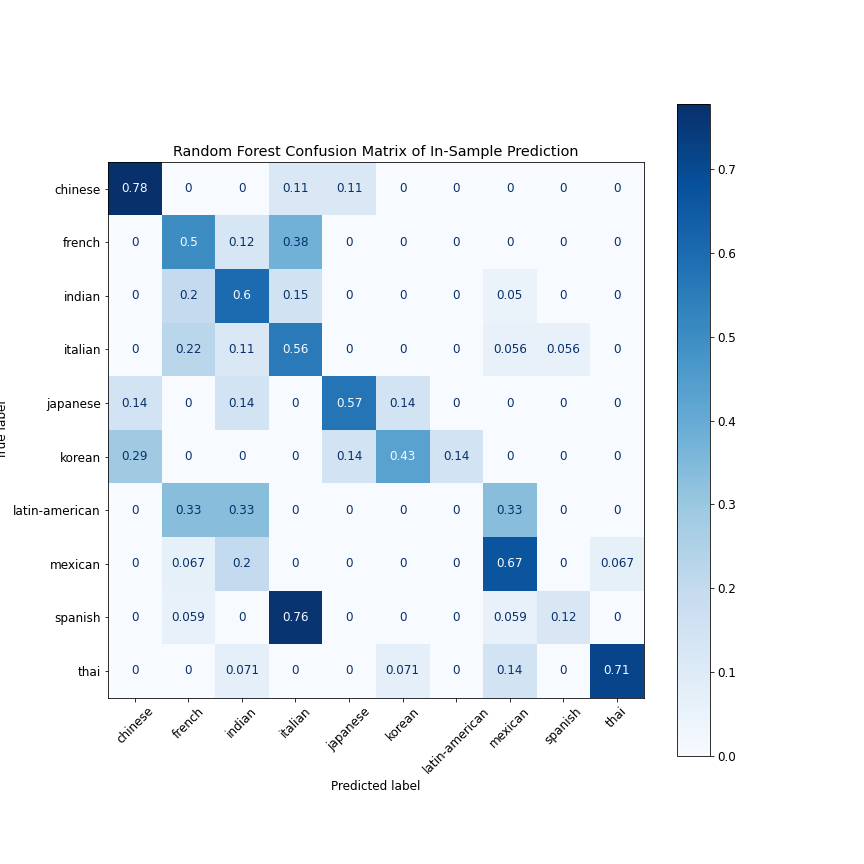 Random Forest Confusion Matrix of In-Sample Prediction
chinese 0.78 0 0 0.11 0.11 0 0 0 0 0
french 0 0.5 0.12 0.38 0 0 0 0 0 0
indian 0 0.2 0.6 0.15 0 0 0 0.05 0 0
italian 0 0.22 0.11 0.56 0 0 0 0.056 0.056 0
japanese 0.14 0 0.14 0 0.57 0.14 0 0 0 0
korean 0.29 0 0 0 0.14 0.43 0.14 0 0 0
latin-american 0 0.33 0.33 0 0 0 0 0.33 0 0
mexican 0 0.067 0.2 0 0 0 0 0.67 0 0.067
spanish 0 0.059 0 0.76 0 0 0 0.059 0.12 0
thai 0 0 0.071 0 0 0.071 0 0.14 0 0.71
chinese french indian italian japanese korean latin-american mexican spanish thai
Predicted label
True label
0.7
0.6
0.5
0.4
0.3
0.2
0.1
0.0